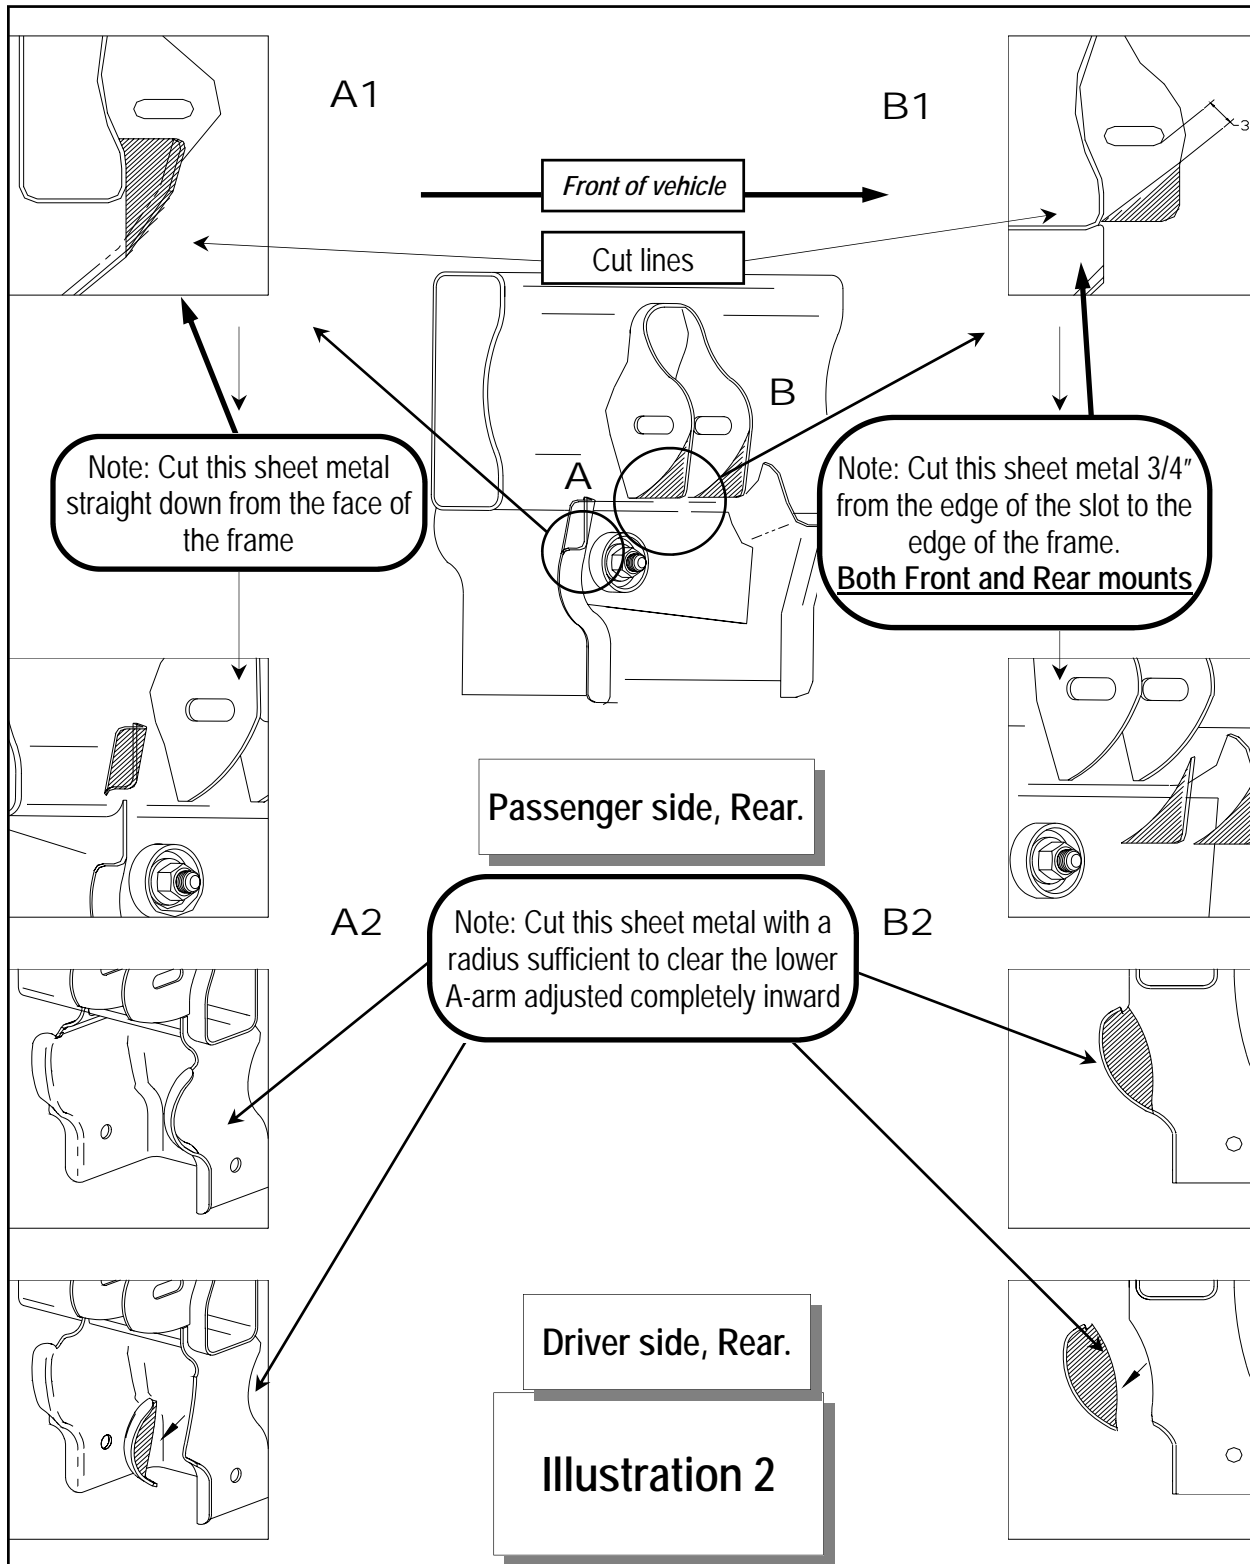 A1
B1
3
Front of vehicle
Cut lines
B
A
Note: Cut this sheet metal
straight down from the face of
the frame
Note: Cut this sheet metal 3/4"
from the edge of the slot to the
edge of the frame.
Both Front and Rear mounts
Passenger side, Rear.
A2
B2
Note: Cut this sheet metal with a
radius sufficient to clear the lower
A-arm adjusted completely inward
Driver side, Rear.
Illustration 2